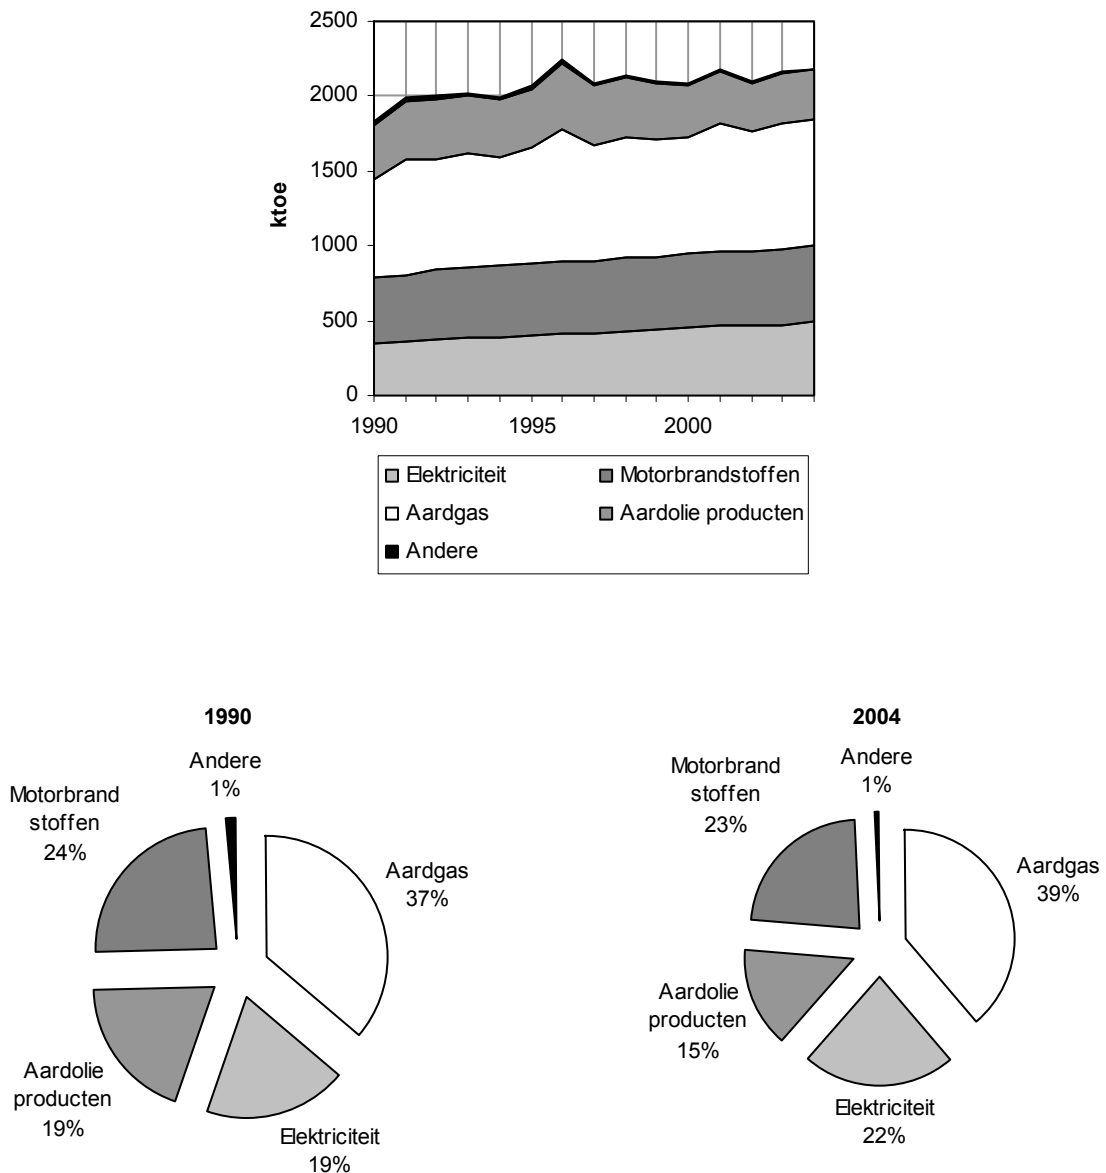 2500
2000
1500
1000
500
0
ktoe
1990 1995 2000
Elektriciteit Motorbrandstoffen
Aardgas Aardolie producten
Andere
1990
Andere
1%
Motorbrand
stoffen
24%
Aardgas
37%
Aardolie
producten
19%
Elektriciteit
19%
2004
Andere
1%
Motorbrand
stoffen
23%
Aardgas
39%
Aardolie
producten
15%
Elektriciteit
22%